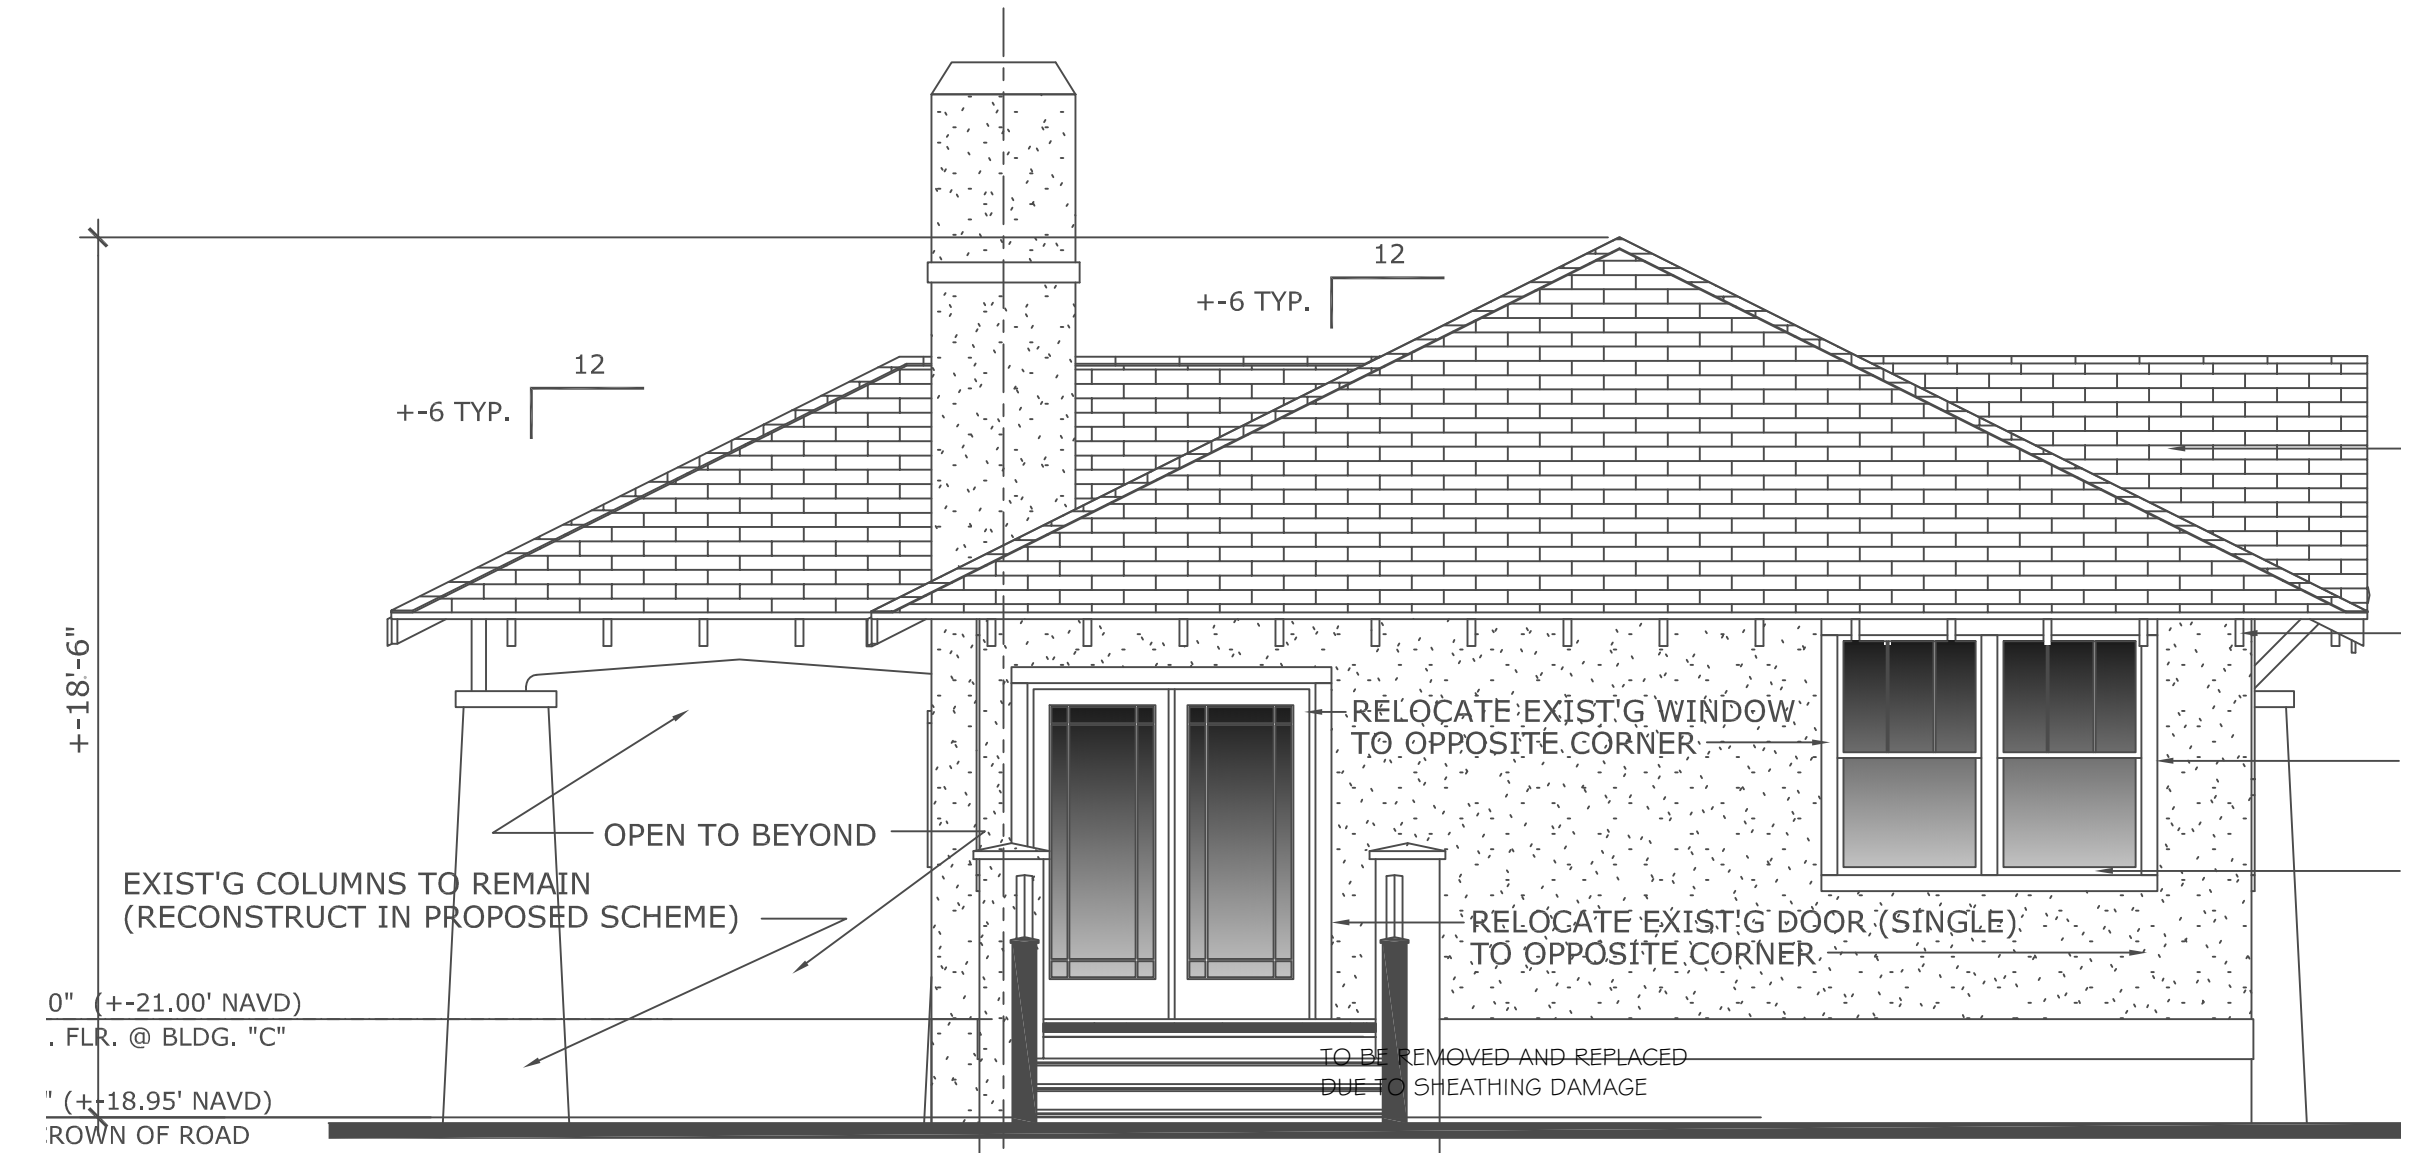 12
+-6 TYP.
12
+-6 TYP.
+-18'-6"
RELOCATE EXIST'G WINDOW
TO OPPOSITE CORNER
OPEN TO BEYOND
EXIST'G COLUMNS TO REMAIN
(RECONSTRUCT IN PROPOSED SCHEME)
RELOCATE EXIST'G DOOR (SINGLE)
TO OPPOSITE CORNER
0" (+-21.00' NAVD)
. FLR. @ BLDG. "C"
TO BE REMOVED AND REPLACED
DUE TO SHEATHING DAMAGE
" (+-18.95' NAVD)
ROWN OF ROAD